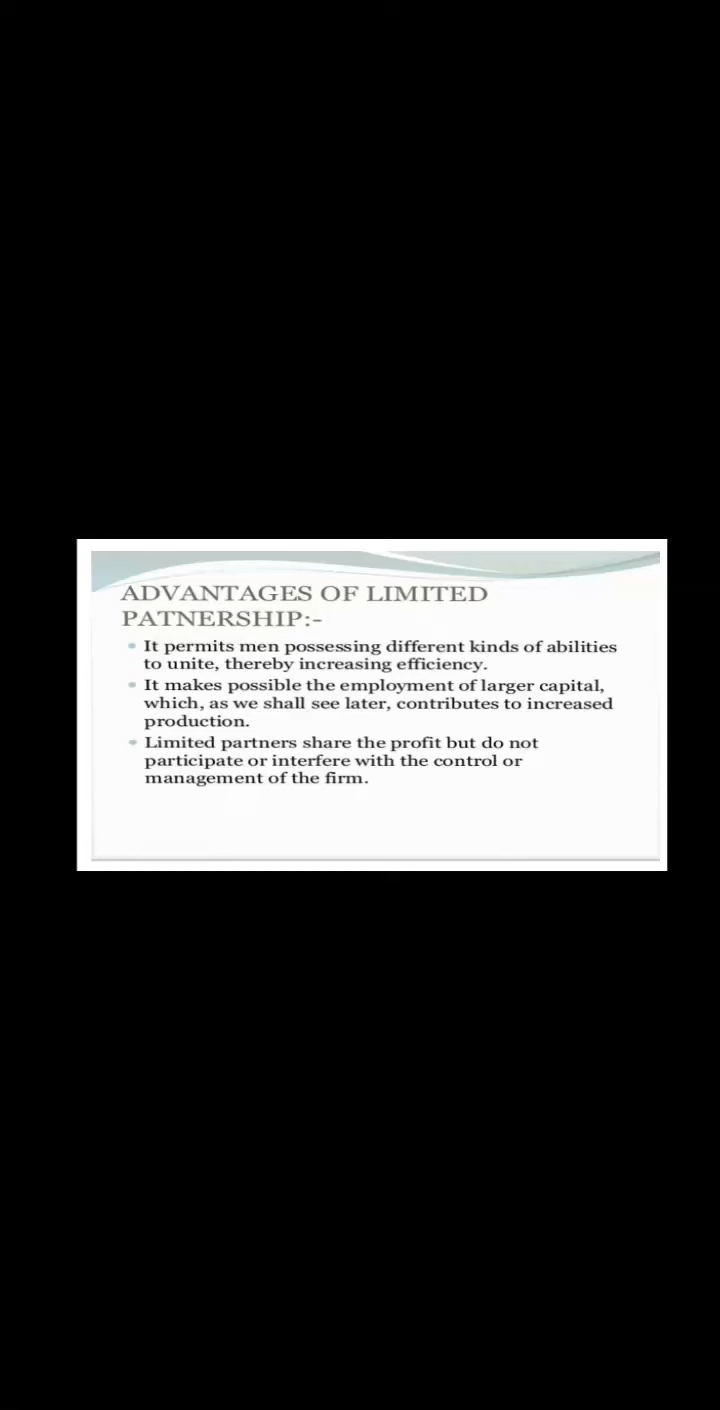 ADVANTAGES OF LIMITED
PATNERSHIP:-
• It permits men possessing different kinds of abilities
to unite, thereby increasing efficiency.
• It makes possible the employment of larger capital,
which, as we shall see later, contributes to increased
production.
• Limited partners share the profit but do not
participate or interfere with the control or
management of the firm.